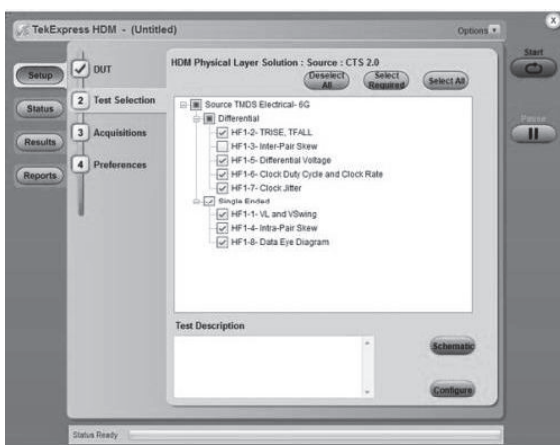 TekExpress HDM - (Untitled)
Options
Start
Pause
Setup
Status
Results
Reports
DUT
2 Test Selection
3 Acquisitions
4 Preferences
HDM Physical Layer Solution : Source : CTS 2.0
Deselect All
Select Required
Select All
Source TMDS Electrical- 6G
Differential
HF1-2- TRISE, TFALL
HF1-3- Inter-Pair Skew
HF1-5- Differential Voltage
HF1-6- Clock Duty Cycle and Clock Rate
HF1-7- Clock Jitter
Single Ended
HF1-1- VL and VSwing
HF1-4- Intra-Pair Skew
HF1-8- Data Eye Diagram
Test Description
Schematic
Configure
Status Ready